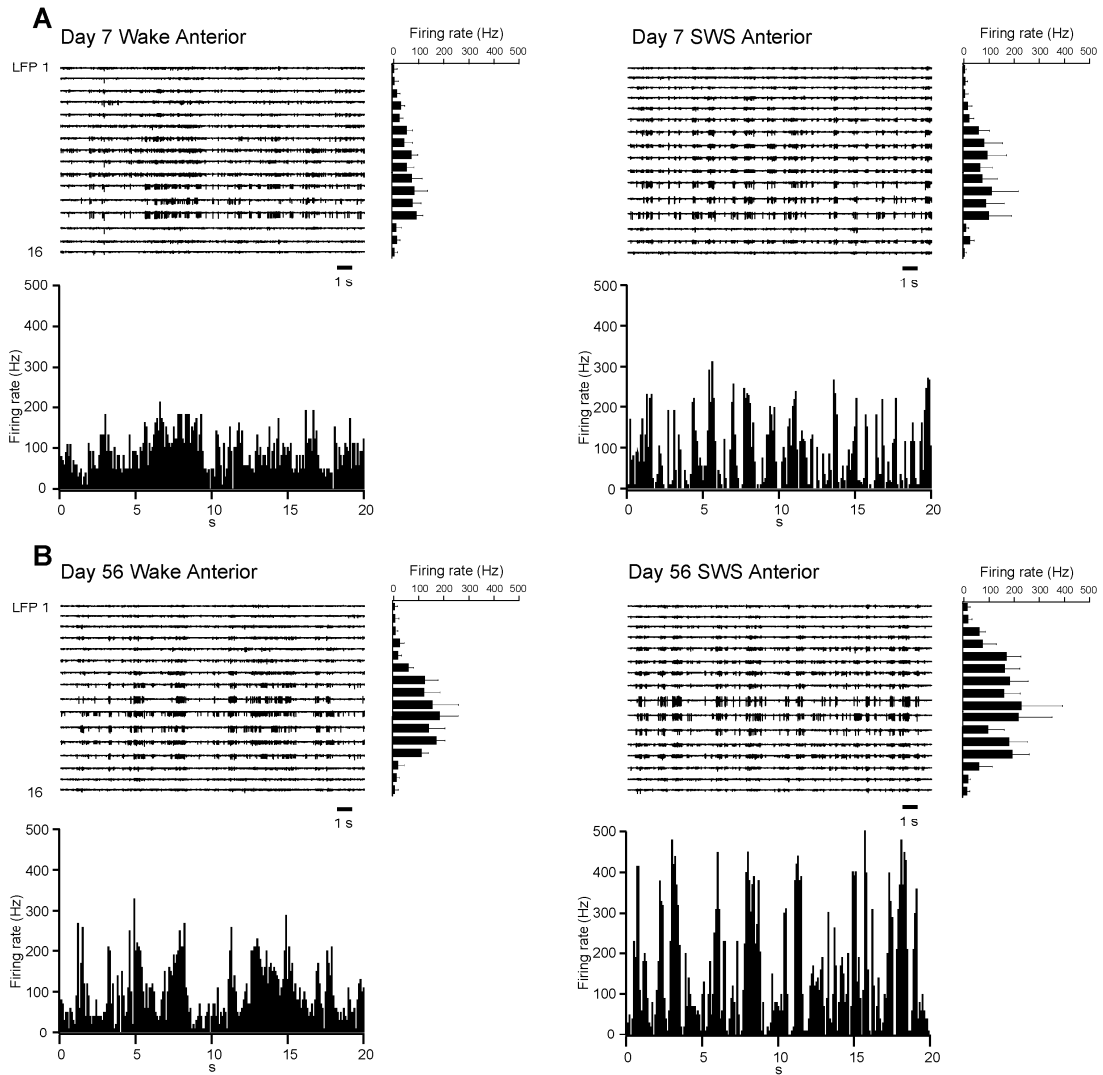 A
Day 7 Wake Anterior
Firing rate (Hz)
0 100 200 300 400 500
LFP 1
16
1 s
Firing rate (Hz)
500
400
300
200
100
0
0 5 10 15 20
s
Day 7 SWS Anterior
Firing rate (Hz)
0 100 200 300 400 500
1 s
Firing rate (Hz)
500
400
300
200
100
0
0 5 10 15 20
s
B
Day 56 Wake Anterior
Firing rate (Hz)
0 100 200 300 400 500
LFP 1
16
1 s
Firing rate (Hz)
500
400
300
200
100
0
0 5 10 15 20
s
Day 56 SWS Anterior
Firing rate (Hz)
0 100 200 300 400 500
1 s
Firing rate (Hz)
500
400
300
200
100
0
0 5 10 15 20
s